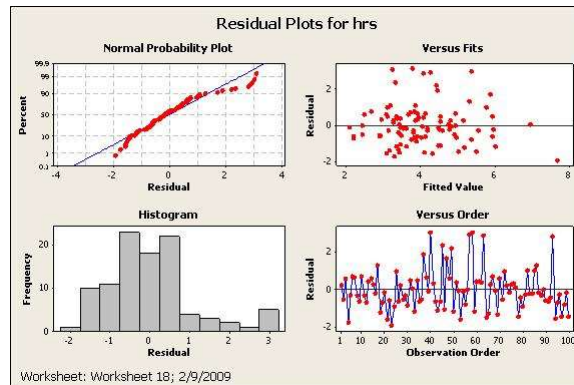 Residual Plots for hrs
Normal Probability Plot
99.9
99
90
50
10
1
0.1
Percent
-4 -2 0 2 4
Residual
Versus Fits
2
0
-2
Residual
2 4 6 8
Fitted Value
Histogram
20
10
0
Frequency
-2 -1 0 1 2 3
Residual
Versus Order
2
0
-2
Residual
1 10 20 30 40 50 60 70 80 90 100
Observation Order
Worksheet: Worksheet 18; 2/9/2009